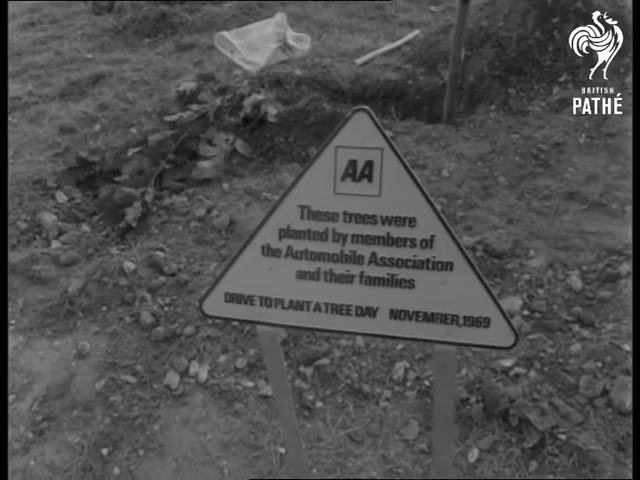 BRITISH
PATHÉ
AA
These trees were
planted by members of
the Automobile Association
and their families
DRIVE TO PLANT A TREE DAY NOVEMBER, 1969